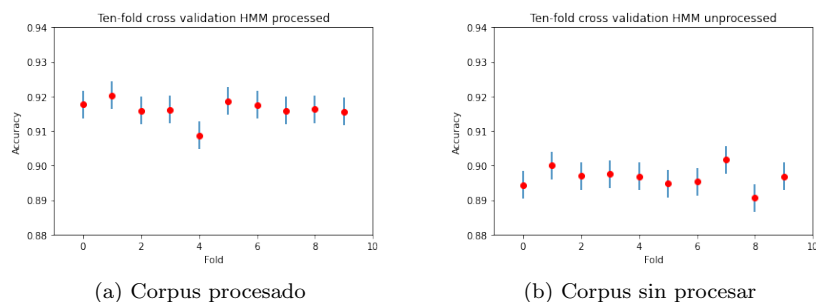 Ten-fold cross validation HMM processed
0.94
0.93
0.92
0.91
0.90
0.89
0.88
Accuracy
0 2 4 6 8 10
Fold
(a) Corpus procesado
Ten-fold cross validation HMM unprocessed
0.94
0.93
0.92
0.91
0.90
0.89
0.88
Accuracy
0 2 4 6 8 10
Fold
(b) Corpus sin procesar